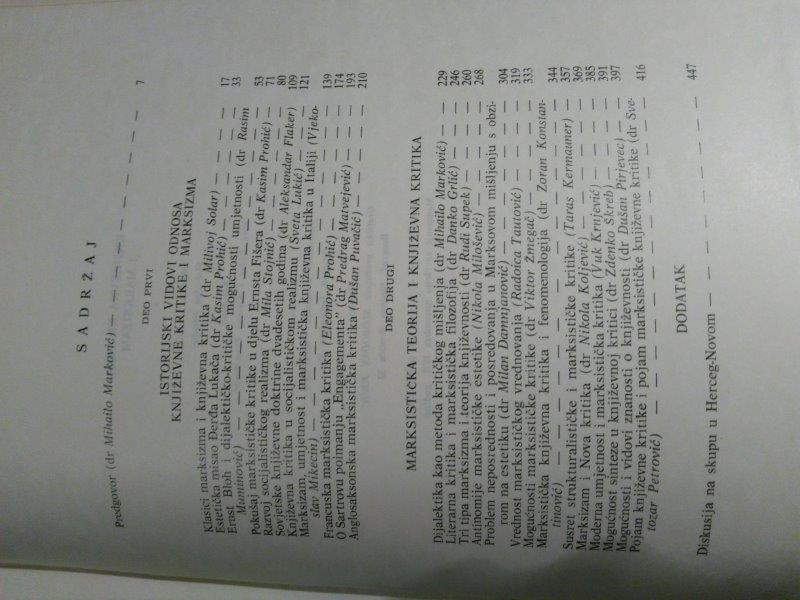 SADRŽAJ
Predgovor (dr Mihailo Marković) — — — — — — — — 7
DEO PRVI
ISTORIJSKI VIDOVI ODNOSA
KNJIŽEVNE KRITIKE I MARKSIZMA
Klasici marksizma i književna kritika (dr Milivoj Solar) — — — 17
Estetička misao Đerđa Lukača (dr Kasim Prohić) — — — — 33
Ernst Bloh i dijalektičko-kritičke mogućnosti umjetnosti (dr Rasim
Muminović) — — — — — — — — — — 53
Pokušaj marksističke kritike u djelu Ernsta Fišera (dr Kasim Prohić) 71
Razvoj socijalističkog realizma (dr Mila Stojnić) — — — — 80
Sovjetske književne doktrine dvadesetih godina (dr Aleksandar Flaker) 109
Književna kritika u socijalističkom realizmu (Sveta Lukić) — — 121
Marksizam, umjetnost i marksistička književna kritika u Italiji (Vjeko-
slav Mikecin) — — — — — — — — — — 139
Francuska marksistička kritika (Eleonora Prohić) — — — — 174
O Sartrovu poimanju „Engagementa” (dr Predrag Matvejević) — — 193
Anglosaksonska marksistička kritika (Dušan Puvačić) — — — 210
DEO DRUGI
MARKSISTIČKA TEORIJA I KNJIŽEVNA KRITIKA
Dijalektika kao metoda kritičkog mišljenja (dr Mihailo Marković) — 229
Literarna kritika i marksistička filozofija (dr Danko Grlić) — — 246
Tri tipa marksizma i teorija književnosti (dr Rudi Supek) — — — 260
Antinomije marksističke estetike (Nikola Milošević) — — — — 268
Problem neposrednosti i posredovanja u Marksovom mišljenju s obzi-
rom na estetiku (dr Milan Damnjanović) — — — — — 304
Vrednost marksističkog vrednovanja (Radojica Tautović) — — — 319
Mogućnosti marksističke kritike (dr Viktor Žmegač) — — — — 333
Marksistička književna kritika i fenomenologija (dr Zoran Konstan-
tinović) — — — — — — — — — — 344
Susret strukturalističke i marksističke kritike (Taras Kermauner) — 357
Marksizam i Nova kritika (dr Nikola Koljević) — — — — — 369
Moderna umjetnost i marksistička kritika (Vuk Krnjević) — — — 385
Mogućnost sinteze u književnoj kritici (dr Zdenko Škreb) — — — 391
Mogućnosti i vidovi znanosti o književnosti (dr Dušan Pirjevec) — 397
Pojam književne kritike i pojam marksističke književne kritike (dr Sve-
tozar Petrović) — — — — — — — — — — 416
DODATAK
Diskusija na skupu u Herceg-Novom — — — — — — — 447